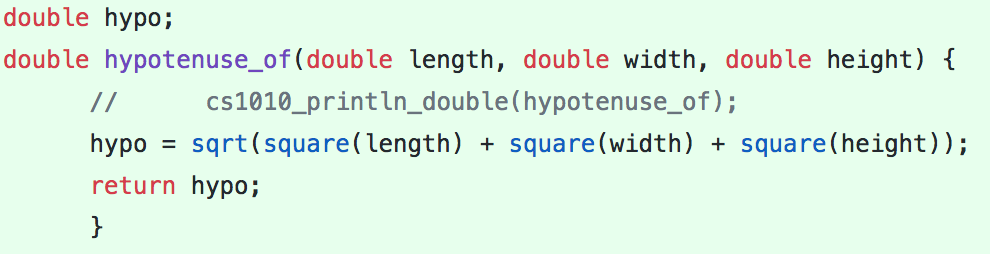 double hypo;
double hypotenuse_of(double length, double width, double height) {
//      cs1010_println_double(hypotenuse_of);
hypo = sqrt(square(length) + square(width) + square(height));
return hypo;
}